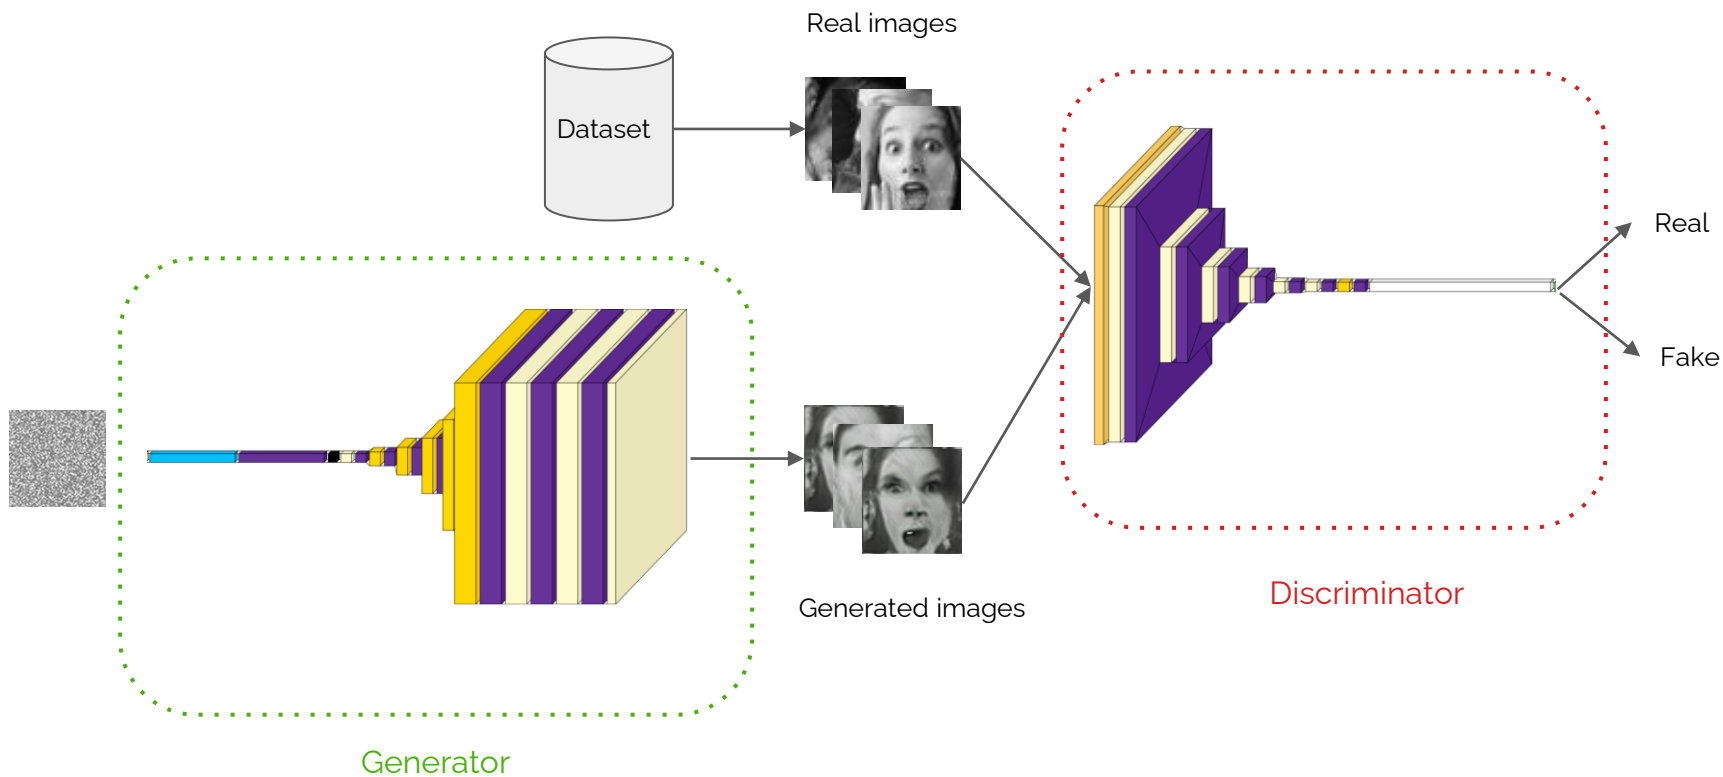 Real images
Dataset
Real
Fake
Generated images
Discriminator
Generator